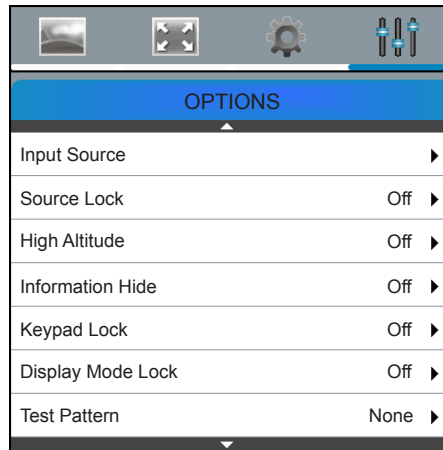 OPTIONS
Input Source
Source Lock Off
High Altitude Off
Information Hide Off
Keypad Lock Off
Display Mode Lock Off
Test Pattern None